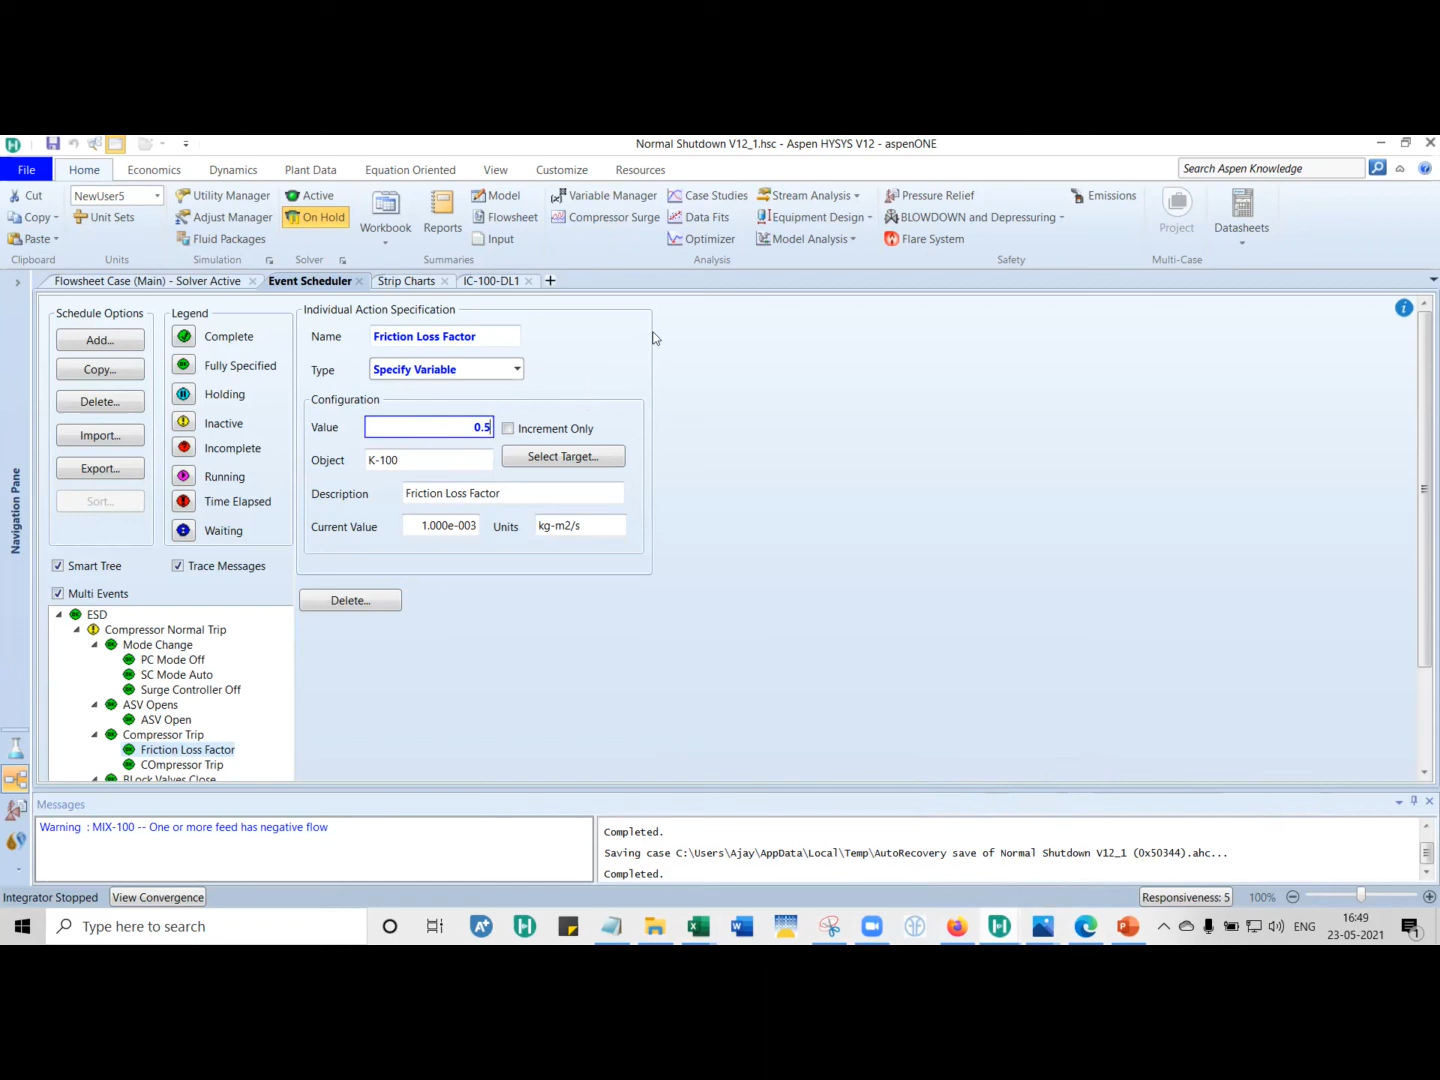 Normal Shutdown V12_1.hsc - Aspen HYSYS V12 - aspenONE
File Home Economics Dynamics Plant Data Equation Oriented View Customize Resources Search Aspen Knowledge
Cut NewUser5 Utility Manager Active Model Variable Manager Case Studies Stream Analysis Pressure Relief Emissions
Copy Unit Sets Adjust Manager On Hold Workbook Reports Flowsheet Compressor Surge Data Fits Equipment Design BLOWDOWN and Depressuring Project Datasheets
Paste Fluid Packages Input Optimizer Model Analysis Flare System
Clipboard Units Simulation Solver Summaries Analysis Safety Multi-Case
Flowsheet Case (Main) - Solver Active Event Scheduler Strip Charts IC-100-DL1
Schedule Options
Add...
Copy...
Delete...
Import...
Export...
Sort...
Legend
Complete
Fully Specified
Holding
Inactive
Incomplete
Running
Time Elapsed
Waiting
Individual Action Specification
Name Friction Loss Factor
Type Specify Variable
Configuration
Value 0.5 Increment Only
Object K-100 Select Target...
Description Friction Loss Factor
Current Value 1.000e-003 Units kg-m2/s
Delete...
Navigation Pane
Smart Tree Trace Messages
Multi Events
ESD
Compressor Normal Trip
Mode Change
PC Mode Off
SC Mode Auto
Surge Controller Off
ASV Opens
ASV Open
Compressor Trip
Friction Loss Factor
COmpressor Trip
BLock Valves Close
Messages
Warning : MIX-100 -- One or more feed has negative flow
Completed.
Saving case C:\Users\Ajay\AppData\Local\Temp\AutoRecovery save of Normal Shutdown V12_1 (0x50344).ahc...
Completed.
Integrator Stopped View Convergence Responsiveness: 5 100%
Type here to search ENG 16:49
23-05-2021